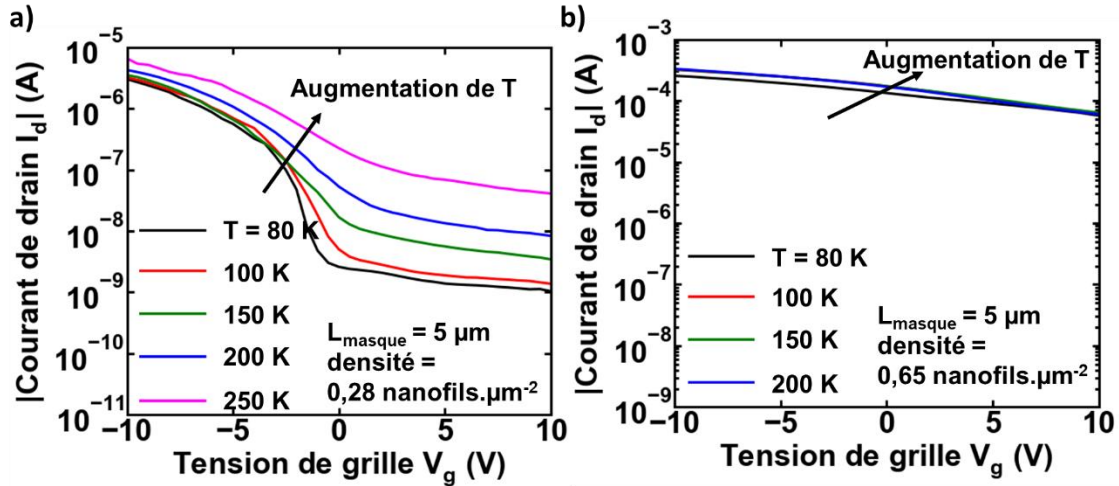 a)
|Courant de drain I_d| (A)
10^-5
10^-6
10^-7
10^-8
10^-9
10^-10
10^-11
Augmentation de T
T = 80 K
100 K
150 K
200 K
250 K
L_masque = 5 µm
densité =
0,28 nanofils.µm^-2
−10 −5 0 5 10
Tension de grille V_g (V)
b)
|Courant de drain I_d| (A)
10^-3
10^-4
10^-5
10^-6
10^-7
10^-8
10^-9
Augmentation de T
T = 80 K
100 K
150 K
200 K
L_masque = 5 µm
densité =
0,65 nanofils.µm^-2
−10 −5 0 5 10
Tension de grille V_g (V)